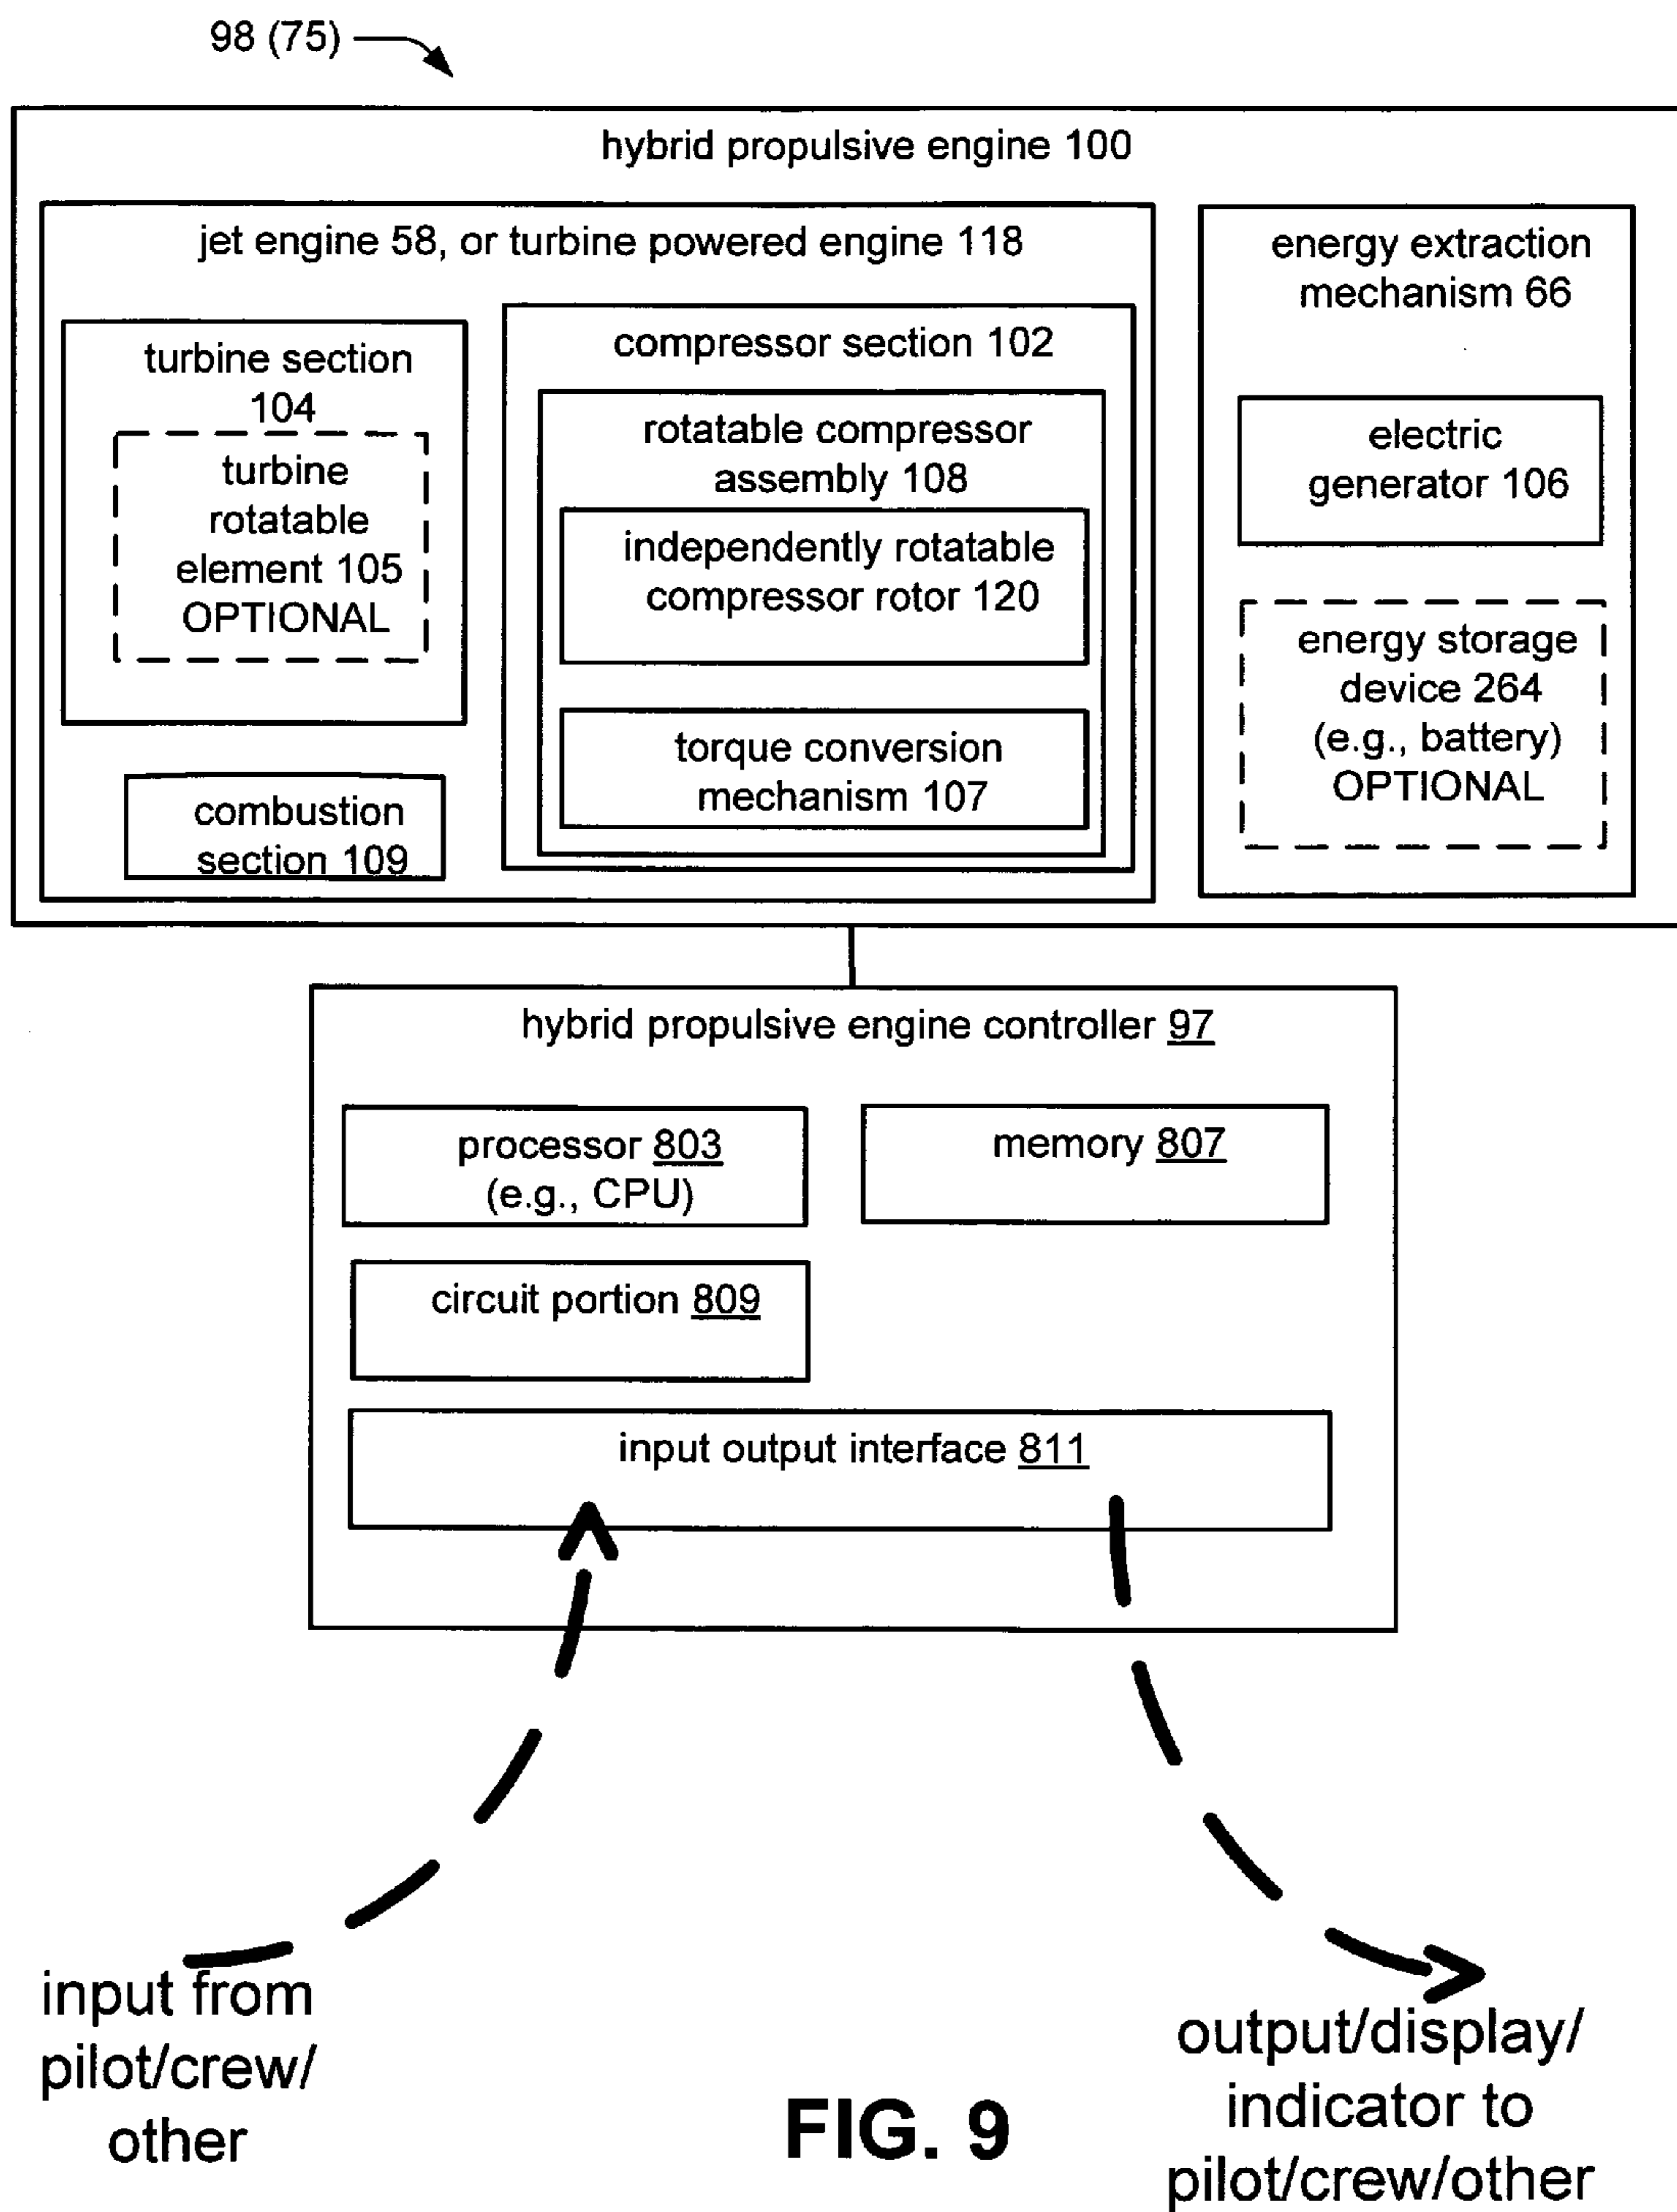 98 (75)
hybrid propulsive engine 100
jet engine 58, or turbine powered engine 118
turbine section
104
turbine
rotatable
element 105
OPTIONAL
combustion
section 109
compressor section 102
rotatable compressor
assembly 108
independently rotatable
compressor rotor 120
torque conversion
mechanism 107
energy extraction
mechanism 66
electric
generator 106
energy storage
device 264
(e.g., battery)
OPTIONAL
hybrid propulsive engine controller 97
processor 803
(e.g., CPU)
memory 807
circuit portion 809
input output interface 811
input from
pilot/crew/
other
output/display/
indicator to
pilot/crew/other
FIG. 9